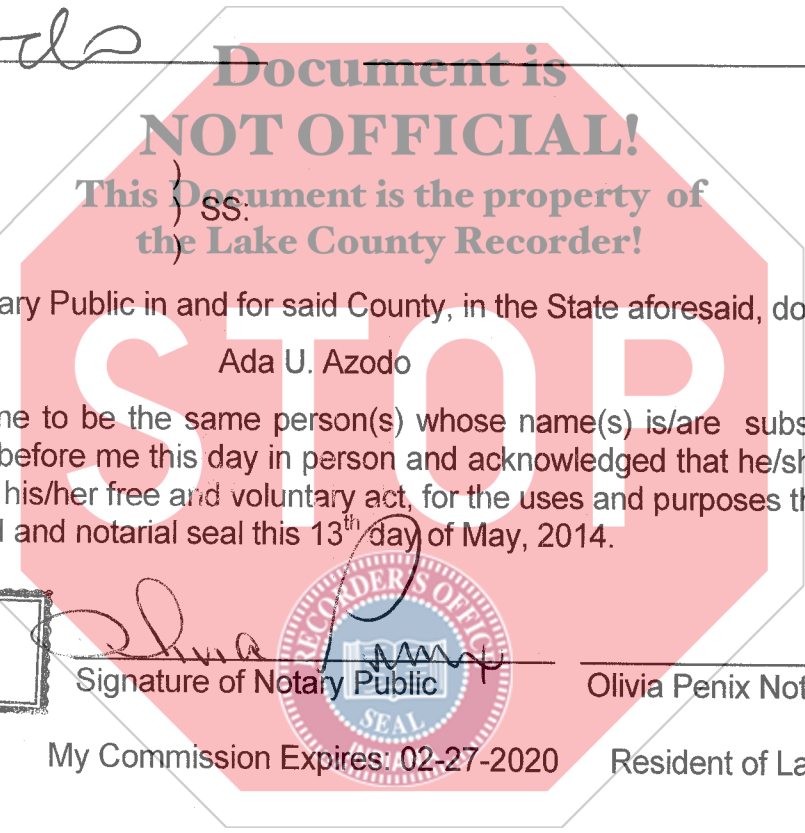 Document is
NOT OFFICIAL!
This Document is the property of
the Lake County Recorder!
)
) SS:
)
ary Public in and for said County, in the State aforesaid, do
Ada U. Azodo
ne to be the same person(s) whose name(s) is/are subs
before me this day in person and acknowledged that he/sh
his/her free and voluntary act, for the uses and purposes th
and notarial seal this 13th day of May, 2014.
STOP
RECORDER'S OFFICE
SEAL
Olivia Penix
Signature of Notary Public
Olivia Penix Not
My Commission Expires: 02-27-2020
Resident of La